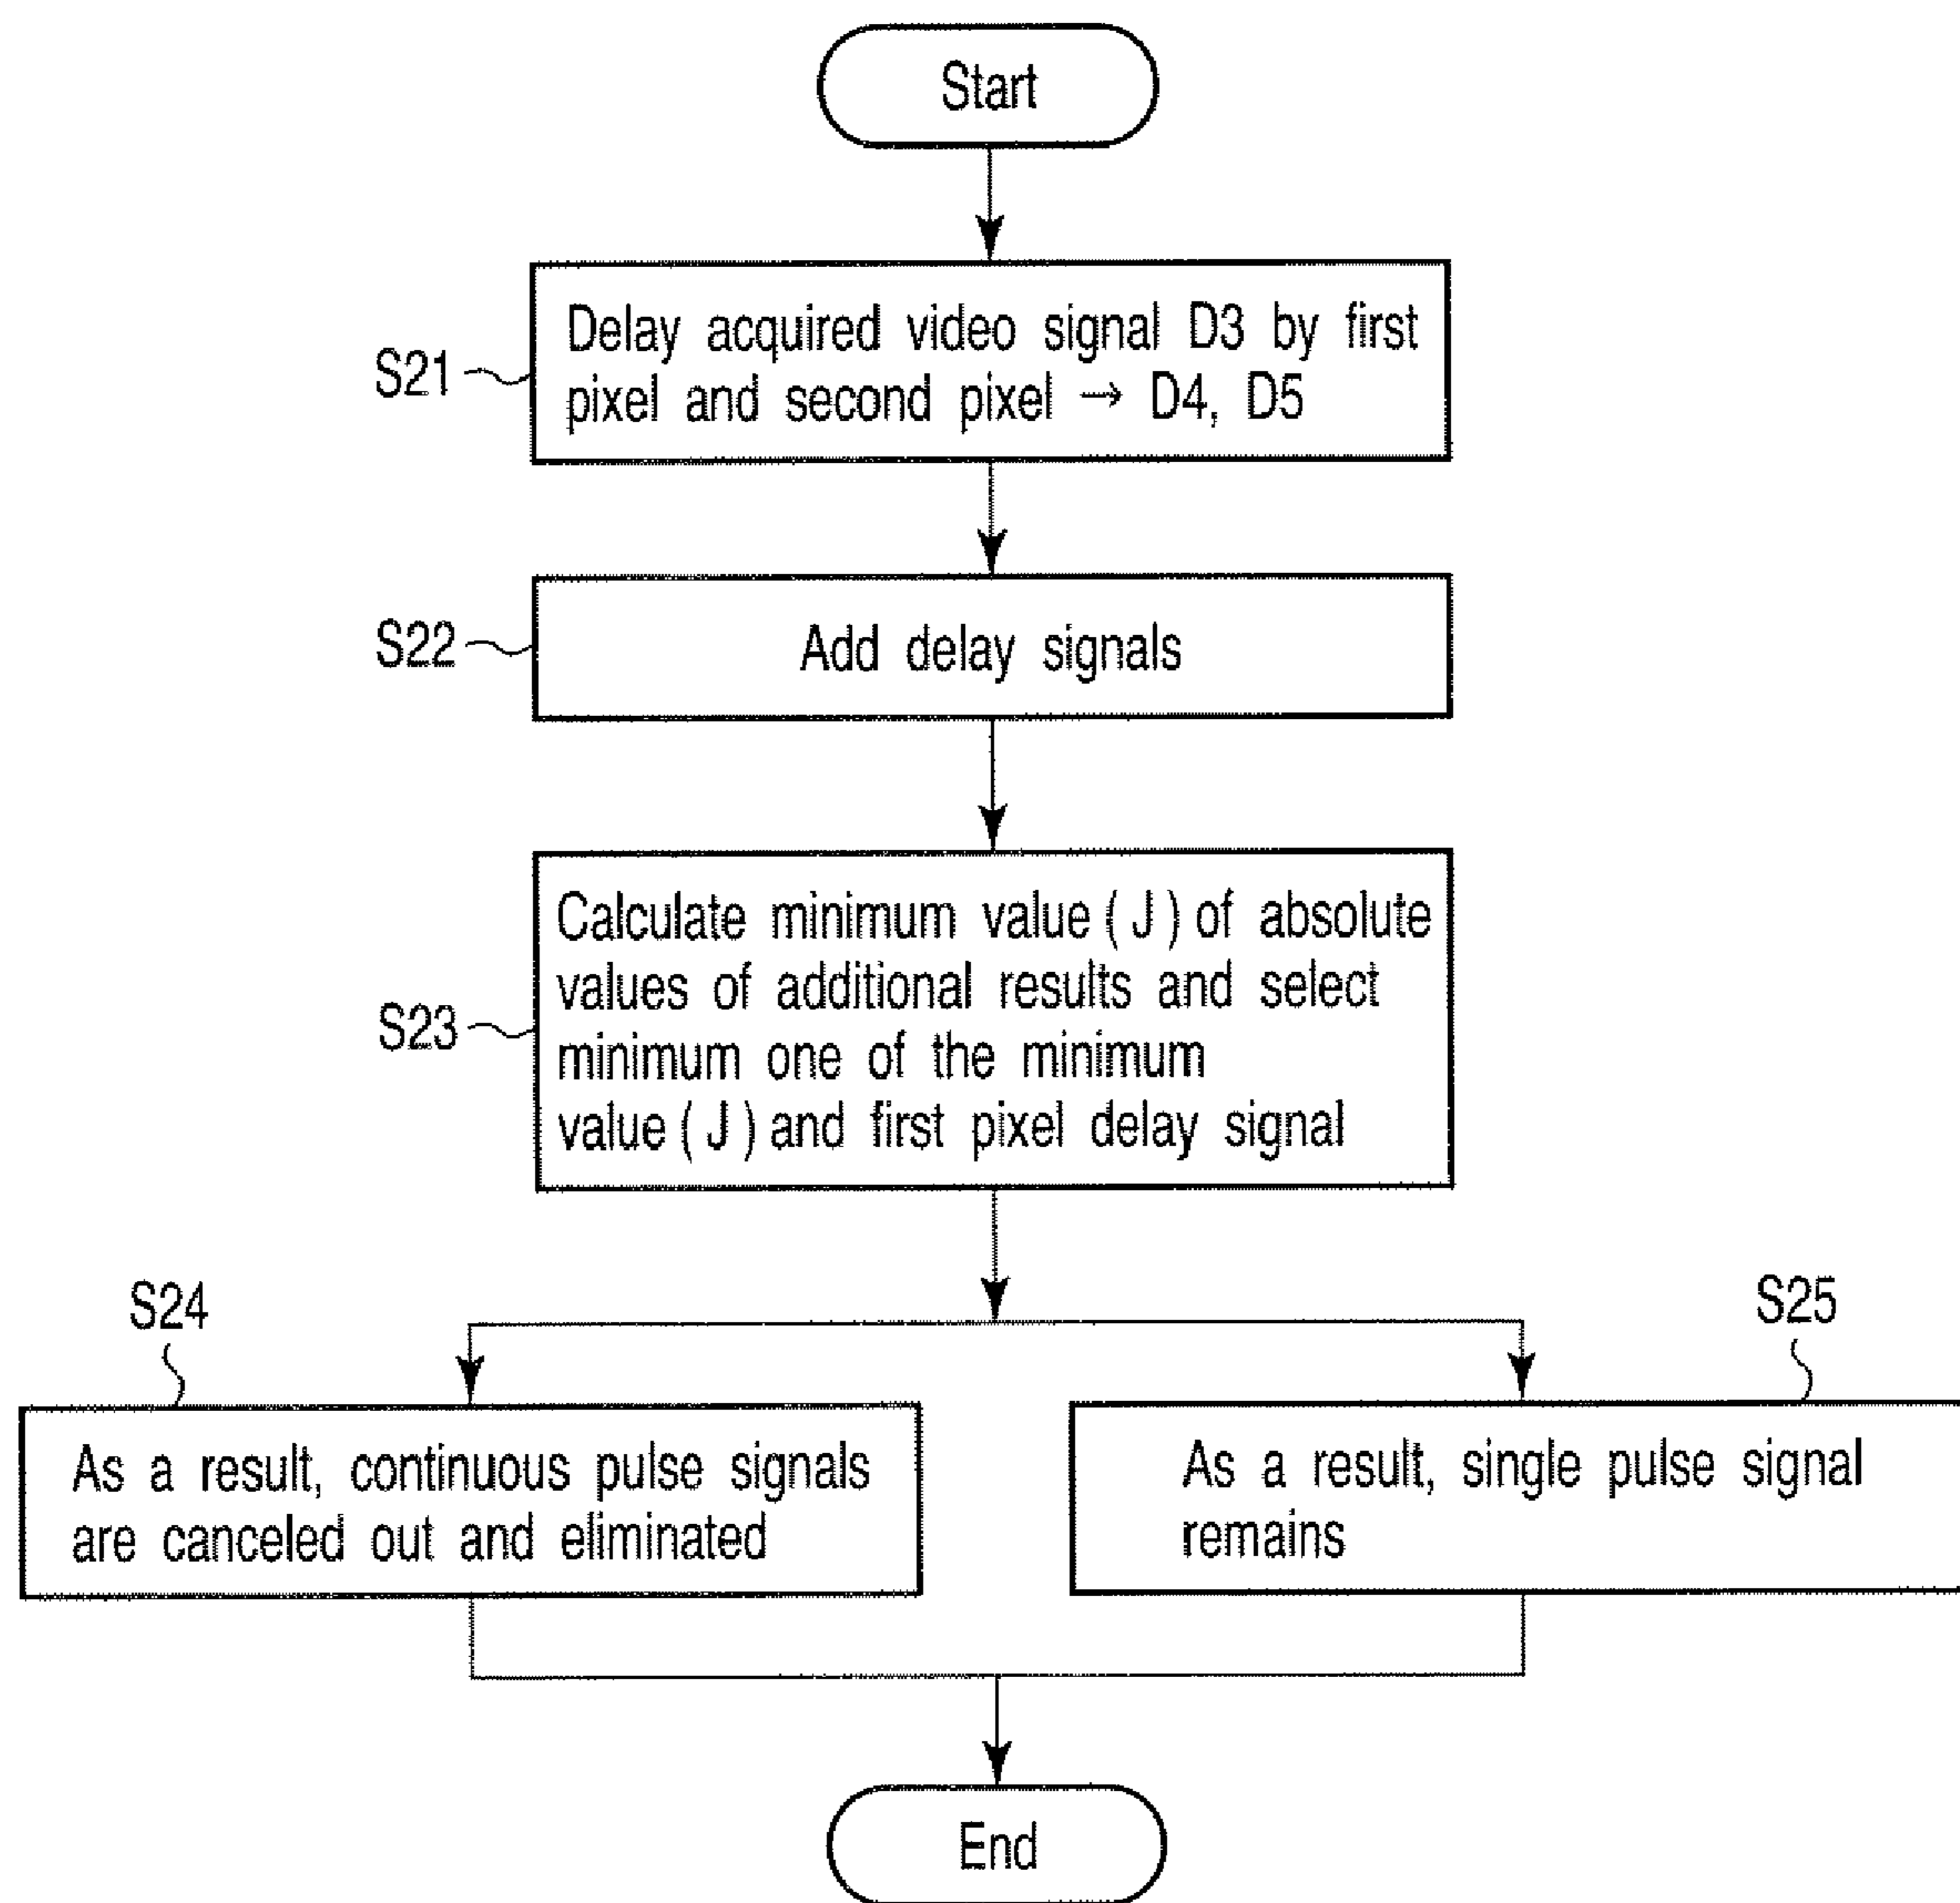 Start
S21
Delay acquired video signal D3 by first
pixel and second pixel → D4, D5
S22
Add delay signals
S23
Calculate minimum value ( J ) of absolute
values of additional results and select
minimum one of the minimum
value ( J ) and first pixel delay signal
S24
S25
As a result, continuous pulse signals
are canceled out and eliminated
As a result, single pulse signal
remains
End